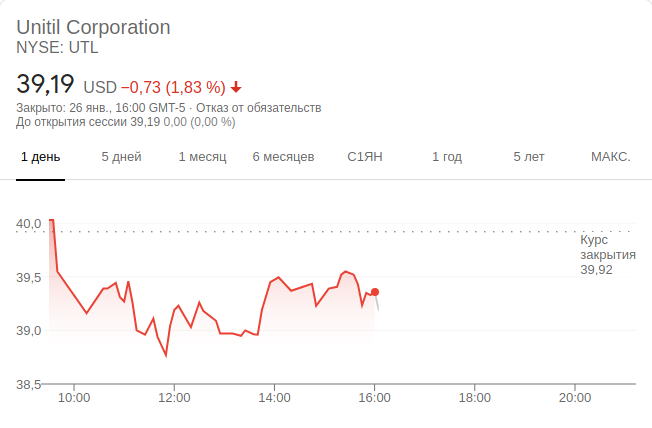 Unitil Corporation
NYSE: UTL
39,19 USD −0,73 (1,83 %)
Закрыто: 26 янв., 16:00 GMT-5 · Отказ от обязательств
До открытия сессии 39,19 0,00 (0,00 %)
1 день 5 дней 1 месяц 6 месяцев С1ЯН 1 год 5 лет МАКС.
40,0
Курс
закрытия
39,92
39,5
39,0
38,5
10:00 12:00 14:00 16:00 18:00 20:00